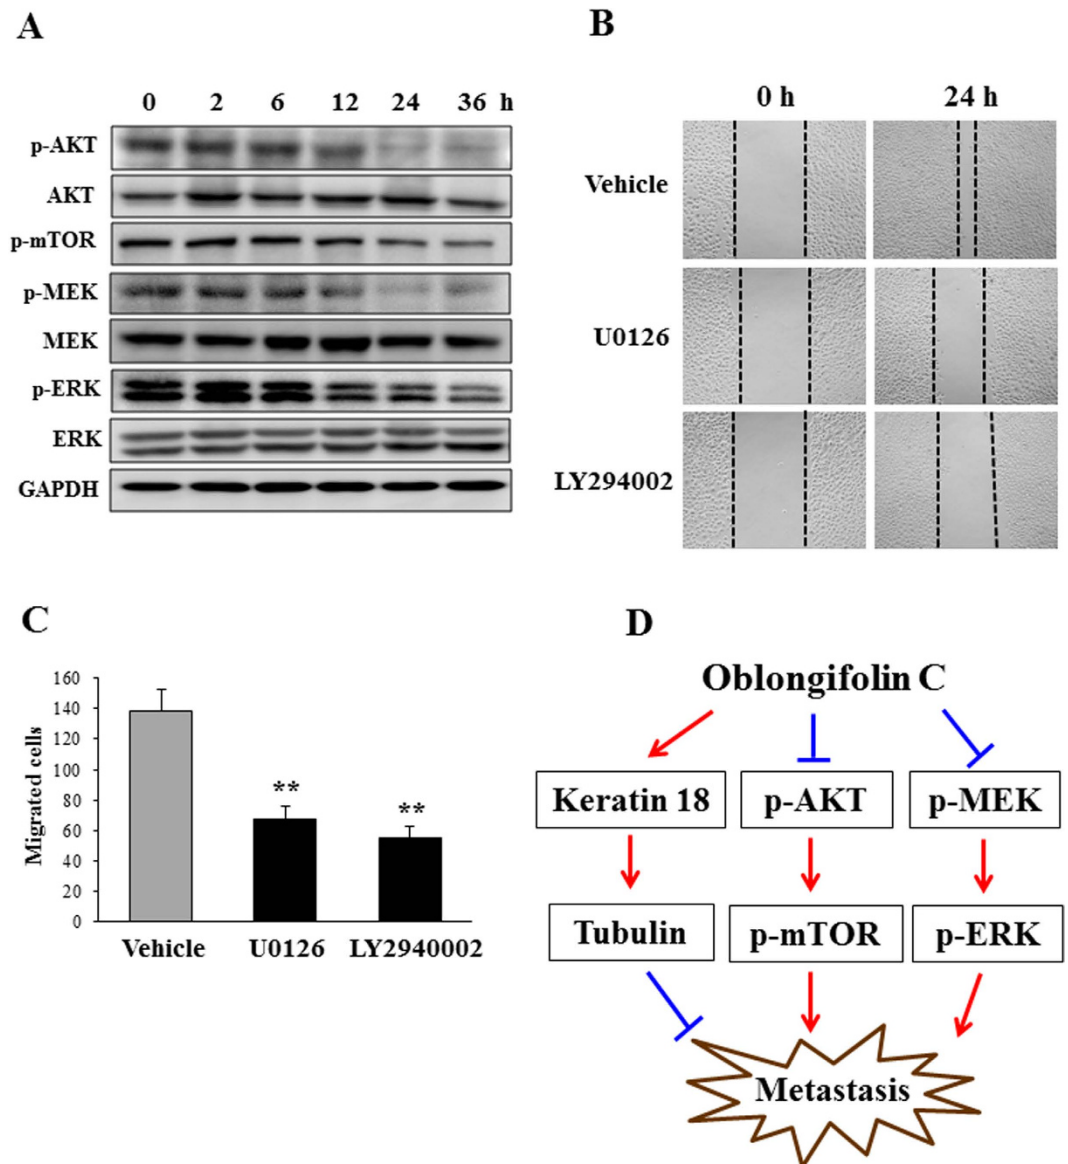 A
0 2 6 12 24 36 h
p-AKT
AKT
p-mTOR
p-MEK
MEK
p-ERK
ERK
GAPDH
B
0 h 24 h
Vehicle
U0126
LY294002
C
Migrated cells
160
140
120
100
80
60
40
20
0
** **
Vehicle U0126 LY2940002
D
Oblongifolin C
Keratin 18 p-AKT p-MEK
Tubulin p-mTOR p-ERK
Metastasis